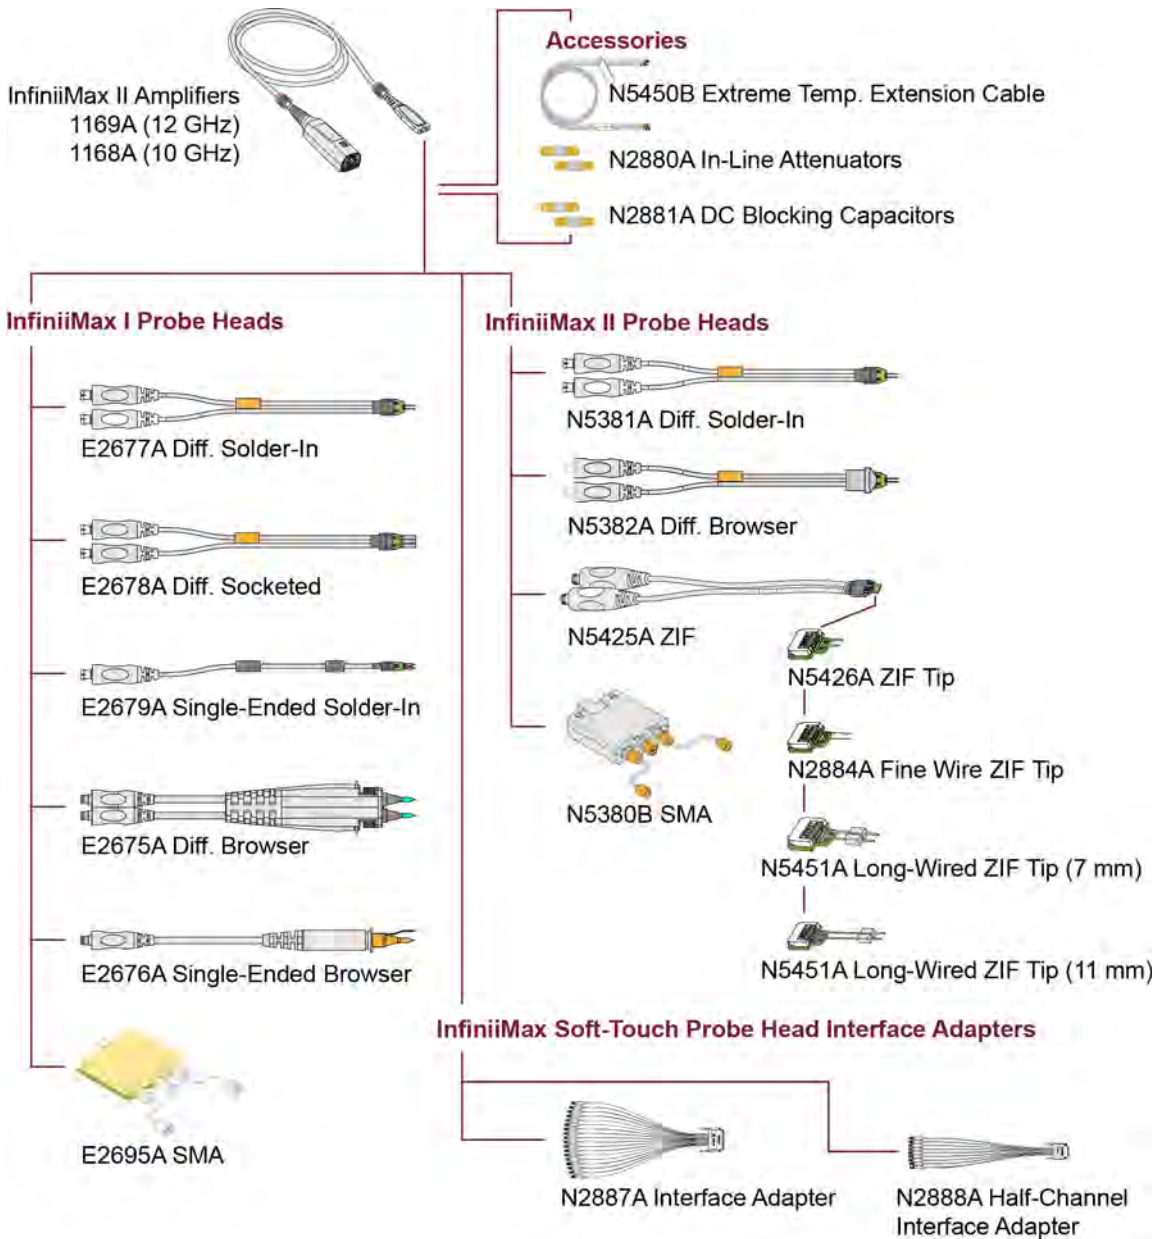 InfiniiMax II Amplifiers
1169A (12 GHz)
1168A (10 GHz)
Accessories
N5450B Extreme Temp. Extension Cable
N2880A In-Line Attenuators
N2881A DC Blocking Capacitors
InfiniiMax I Probe Heads
E2677A Diff. Solder-In
E2678A Diff. Socketed
E2679A Single-Ended Solder-In
E2675A Diff. Browser
E2676A Single-Ended Browser
E2695A SMA
InfiniiMax II Probe Heads
N5381A Diff. Solder-In
N5382A Diff. Browser
N5425A ZIF
N5426A ZIF Tip
N2884A Fine Wire ZIF Tip
N5380B SMA
N5451A Long-Wired ZIF Tip (7 mm)
N5451A Long-Wired ZIF Tip (11 mm)
InfiniiMax Soft-Touch Probe Head Interface Adapters
N2887A Interface Adapter
N2888A Half-Channel
Interface Adapter